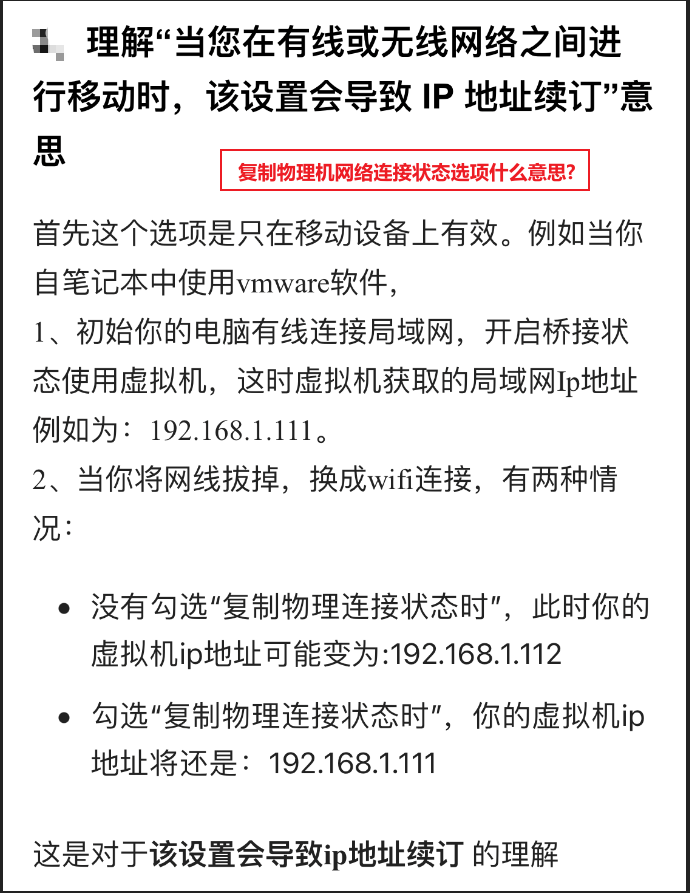 理解“当您在有线或无线网络之间进
行移动时，该设置会导致 IP 地址续订”意
思
复制物理机网络连接状态选项什么意思?
首先这个选项是只在移动设备上有效。例如当你
自笔记本中使用vmware软件，
1、初始你的电脑有线连接局域网，开启桥接状
态使用虚拟机，这时虚拟机获取的局域网Ip地址
例如为：192.168.1.111。
2、当你将网线拔掉，换成wifi连接，有两种情
况：
• 没有勾选“复制物理连接状态时”，此时你的
虚拟机ip地址可能变为:192.168.1.112
• 勾选“复制物理连接状态时”，你的虚拟机ip
地址将还是：192.168.1.111
这是对于该设置会导致ip地址续订 的理解